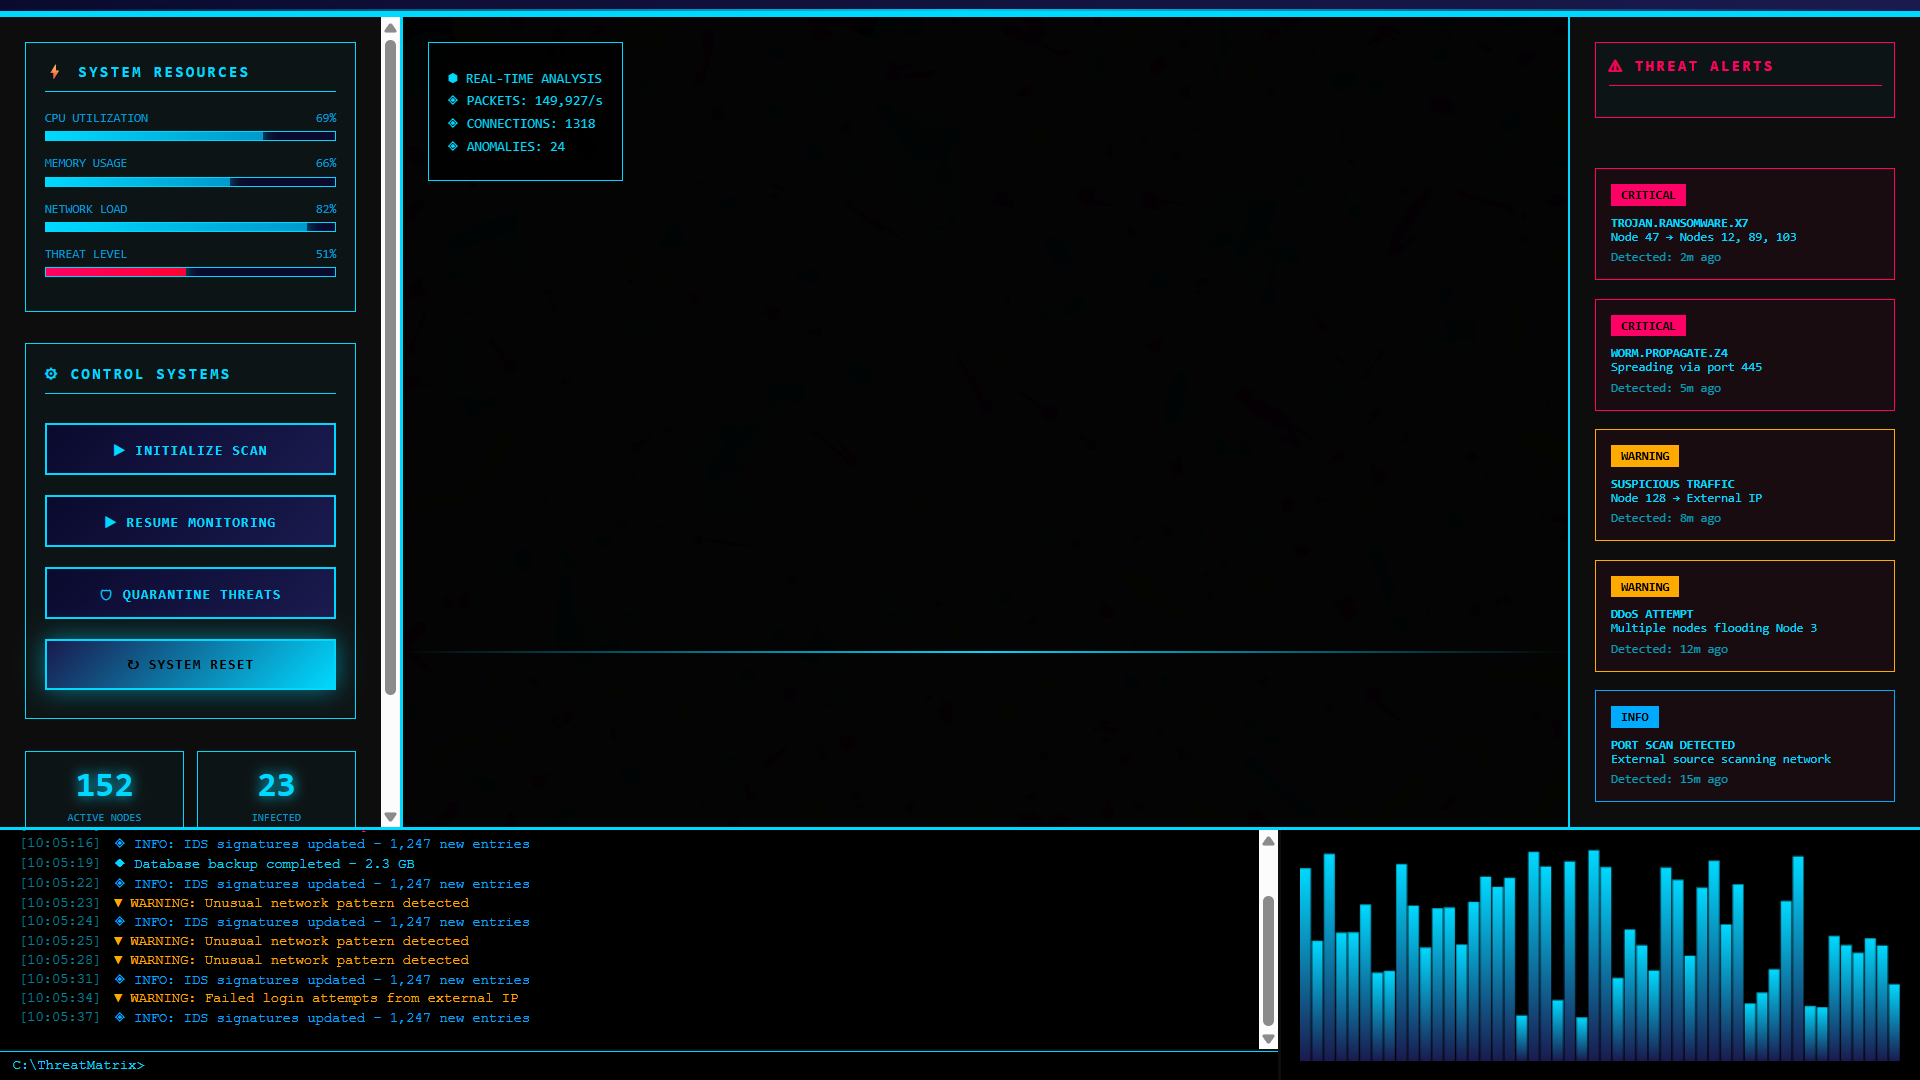 SYSTEM RESOURCES
CPU UTILIZATION 69%
MEMORY USAGE 66%
NETWORK LOAD 82%
THREAT LEVEL 51%
⚙ CONTROL SYSTEMS
▶ INITIALIZE SCAN
▶ RESUME MONITORING
🛡 QUARANTINE THREATS
↻ SYSTEM RESET
152
ACTIVE NODES
23
INFECTED
⬢ REAL-TIME ANALYSIS
◈ PACKETS: 149,927/s
◈ CONNECTIONS: 1318
◈ ANOMALIES: 24
⚠ THREAT ALERTS
CRITICAL
TROJAN.RANSOMWARE.X7
Node 47 → Nodes 12, 89, 103
Detected: 2m ago
CRITICAL
WORM.PROPAGATE.Z4
Spreading via port 445
Detected: 5m ago
WARNING
SUSPICIOUS TRAFFIC
Node 128 → External IP
Detected: 8m ago
WARNING
DDoS ATTEMPT
Multiple nodes flooding Node 3
Detected: 12m ago
INFO
PORT SCAN DETECTED
External source scanning network
Detected: 15m ago
[10:05:16] ◈ INFO: IDS signatures updated - 1,247 new entries
[10:05:19] ◆ Database backup completed - 2.3 GB
[10:05:22] ◈ INFO: IDS signatures updated - 1,247 new entries
[10:05:23] ▼ WARNING: Unusual network pattern detected
[10:05:24] ◈ INFO: IDS signatures updated - 1,247 new entries
[10:05:25] ▼ WARNING: Unusual network pattern detected
[10:05:28] ▼ WARNING: Unusual network pattern detected
[10:05:31] ◈ INFO: IDS signatures updated - 1,247 new entries
[10:05:34] ▼ WARNING: Failed login attempts from external IP
[10:05:37] ◈ INFO: IDS signatures updated - 1,247 new entries
C:\ThreatMatrix>